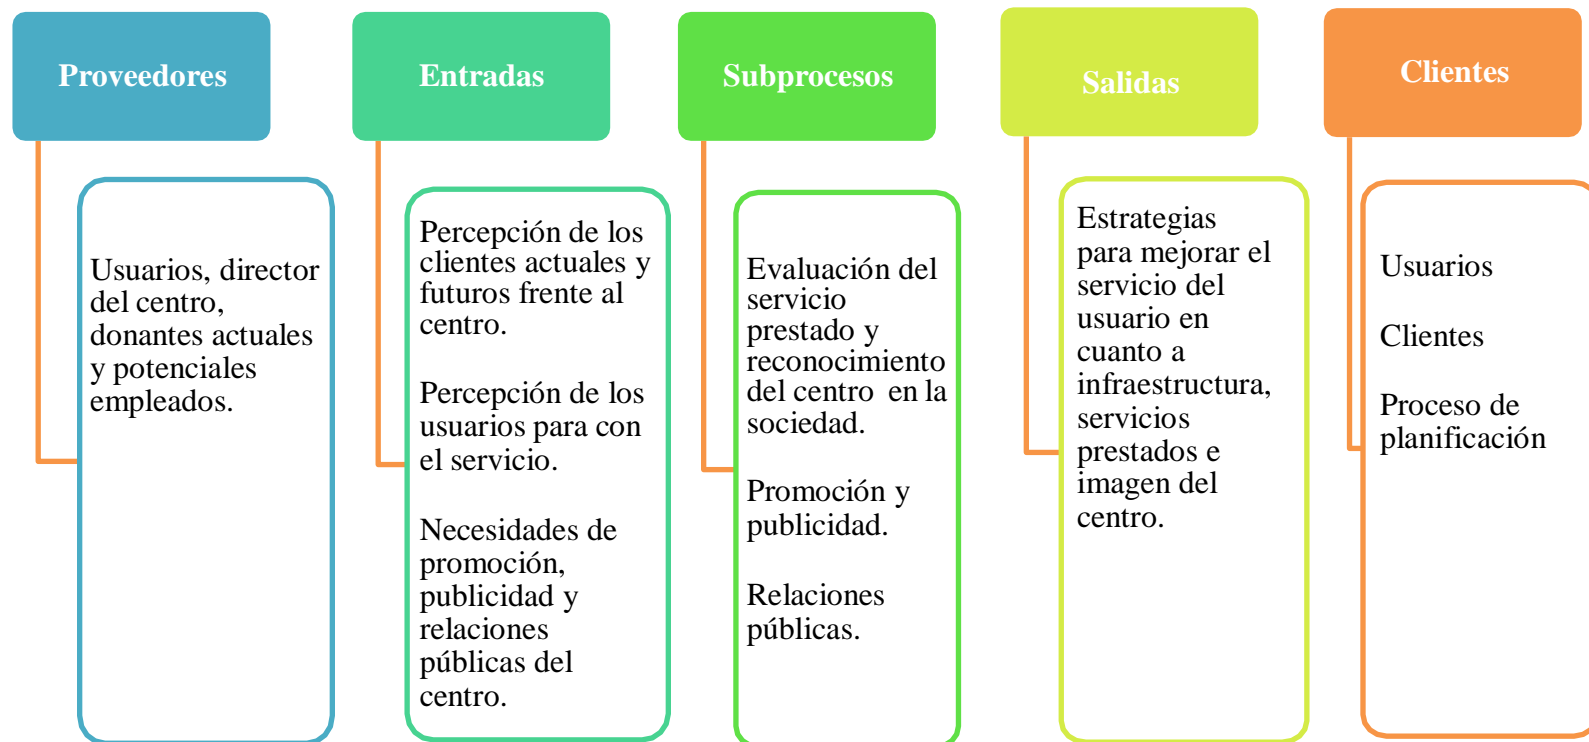 Proveedores
Usuarios, director
del centro,
donantes actuales
y potenciales
empleados.
Entradas
Percepción de los
clientes actuales y
futuros frente al
centro.
Percepción de los
usuarios para con
el servicio.
Necesidades de
promoción,
publicidad y
relaciones
públicas del
centro.
Subprocesos
Evaluación del
servicio
prestado y
reconocimiento
del centro en la
sociedad.
Promoción y
publicidad.
Relaciones
públicas.
Salidas
Estrategias
para mejorar el
servicio del
usuario en
cuanto a
infraestructura,
servicios
prestados e
imagen del
centro.
Clientes
Usuarios
Clientes
Proceso de
planificación